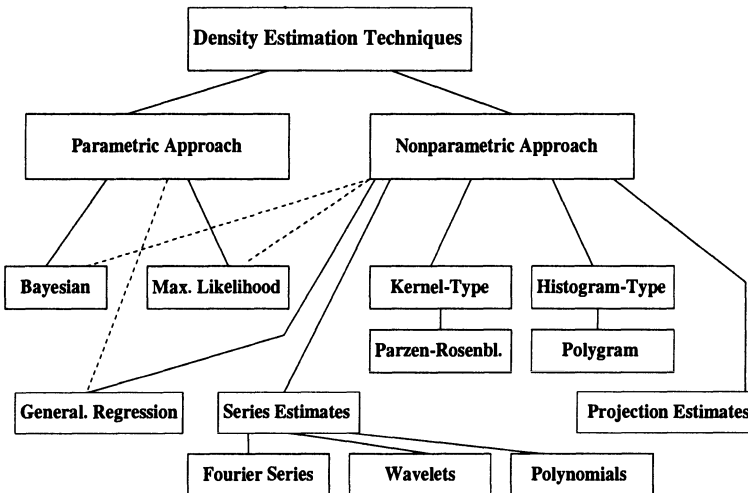 Density Estimation Techniques
Parametric Approach
Nonparametric Approach
Bayesian
Max. Likelihood
Kernel-Type
Histogram-Type
Parzen-Rosenbl.
Polygram
General. Regression
Series Estimates
Projection Estimates
Fourier Series
Wavelets
Polynomials